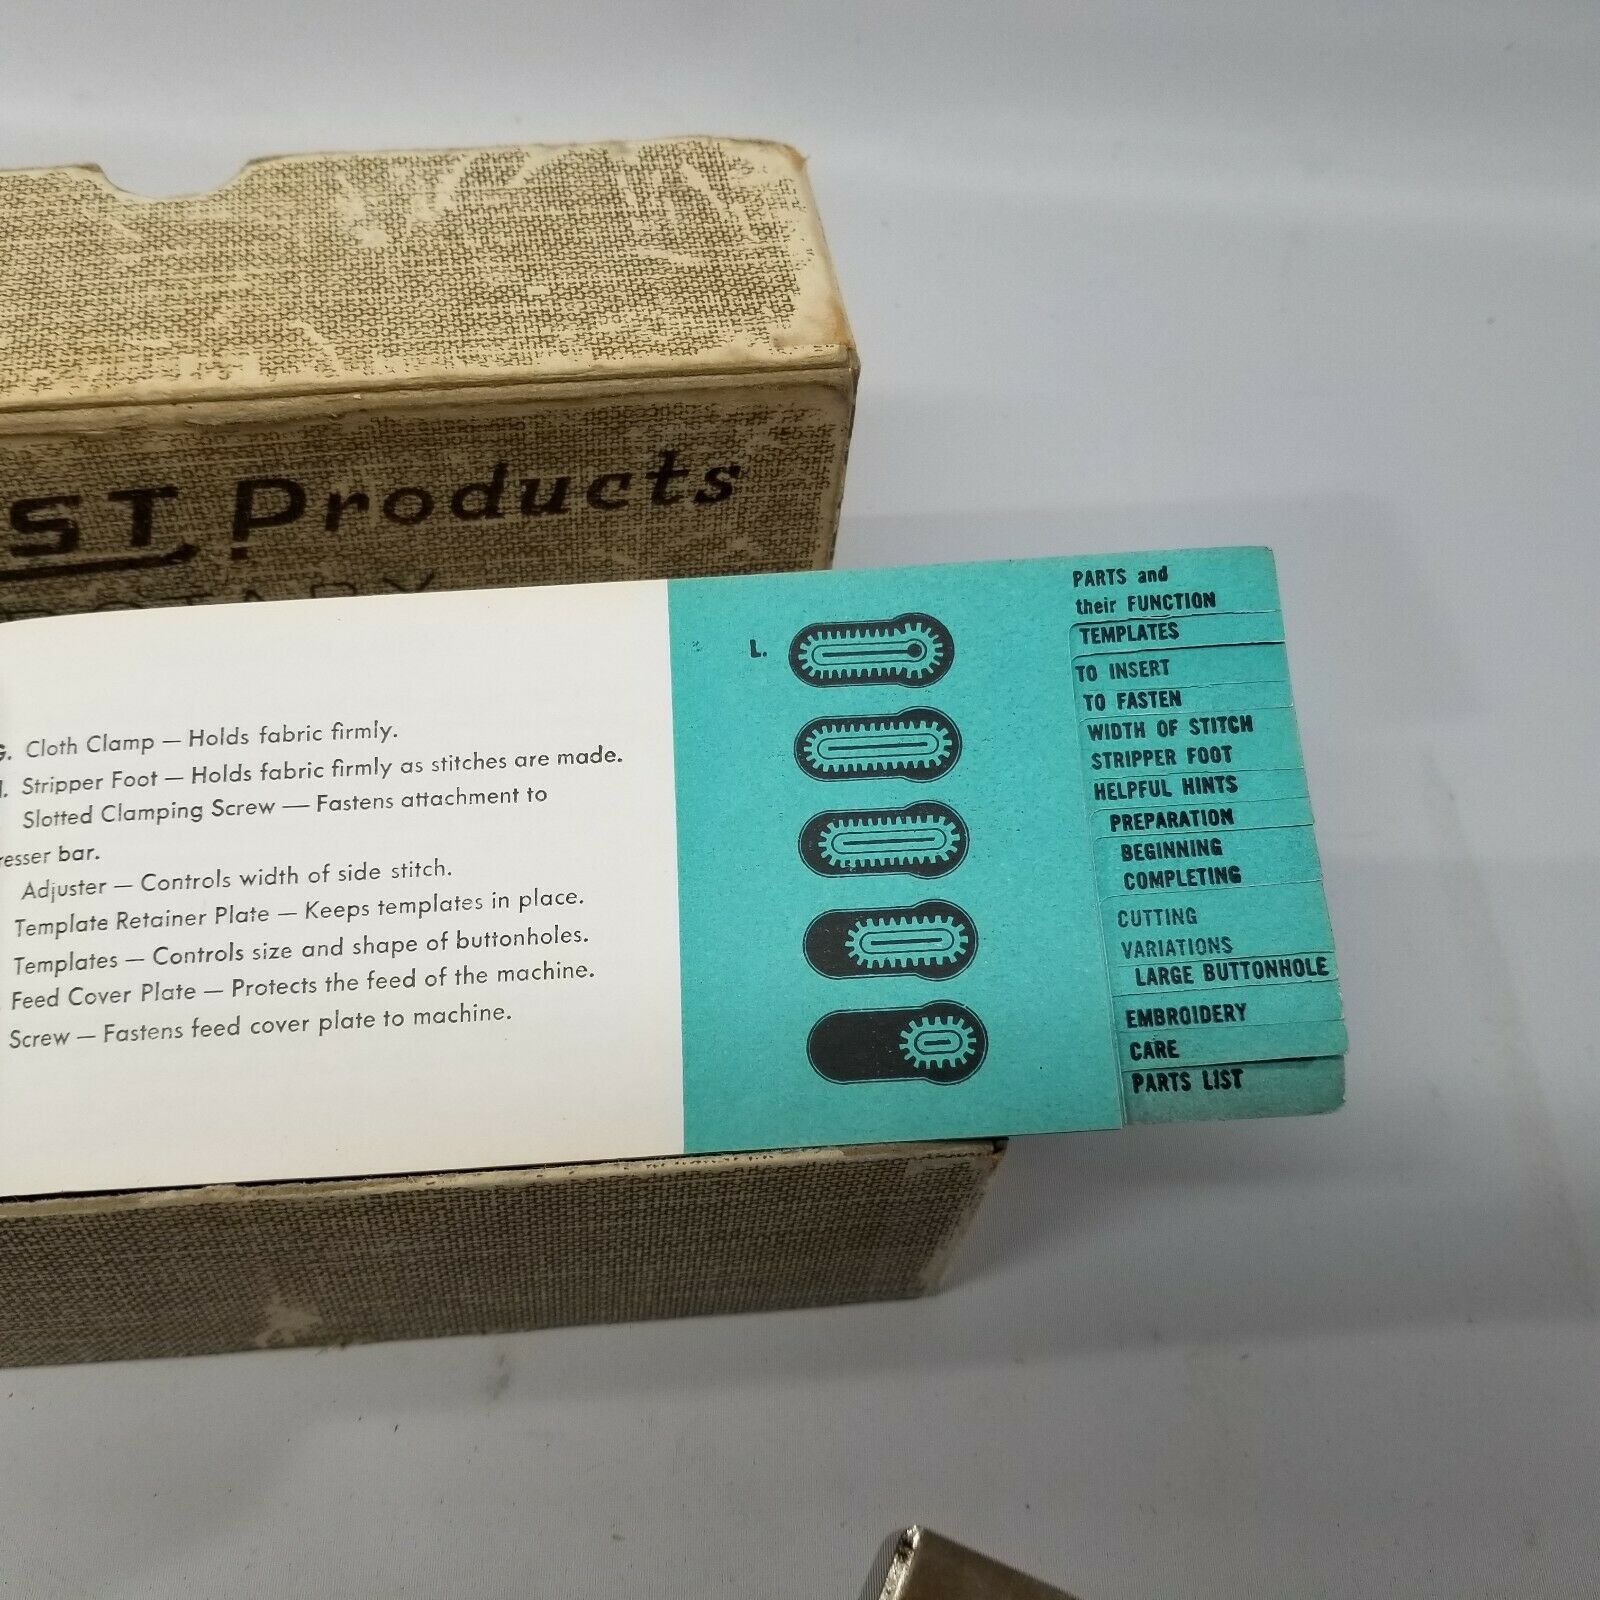 ST Products
G. Cloth Clamp — Holds fabric firmly.
Stripper Foot — Holds fabric firmly as stitches are made.
Slotted Clamping Screw — Fastens attachment to
resser bar.
Adjuster — Controls width of side stitch.
Template Retainer Plate — Keeps templates in place.
Templates — Controls size and shape of buttonholes.
Feed Cover Plate — Protects the feed of the machine.
Screw — Fastens feed cover plate to machine.
L.
PARTS and
their FUNCTION
TEMPLATES
TO INSERT
TO FASTEN
WIDTH OF STITCH
STRIPPER FOOT
HELPFUL HINTS
PREPARATION
BEGINNING
COMPLETING
CUTTING
VARIATIONS
LARGE BUTTONHOLE
EMBROIDERY
CARE
PARTS LIST